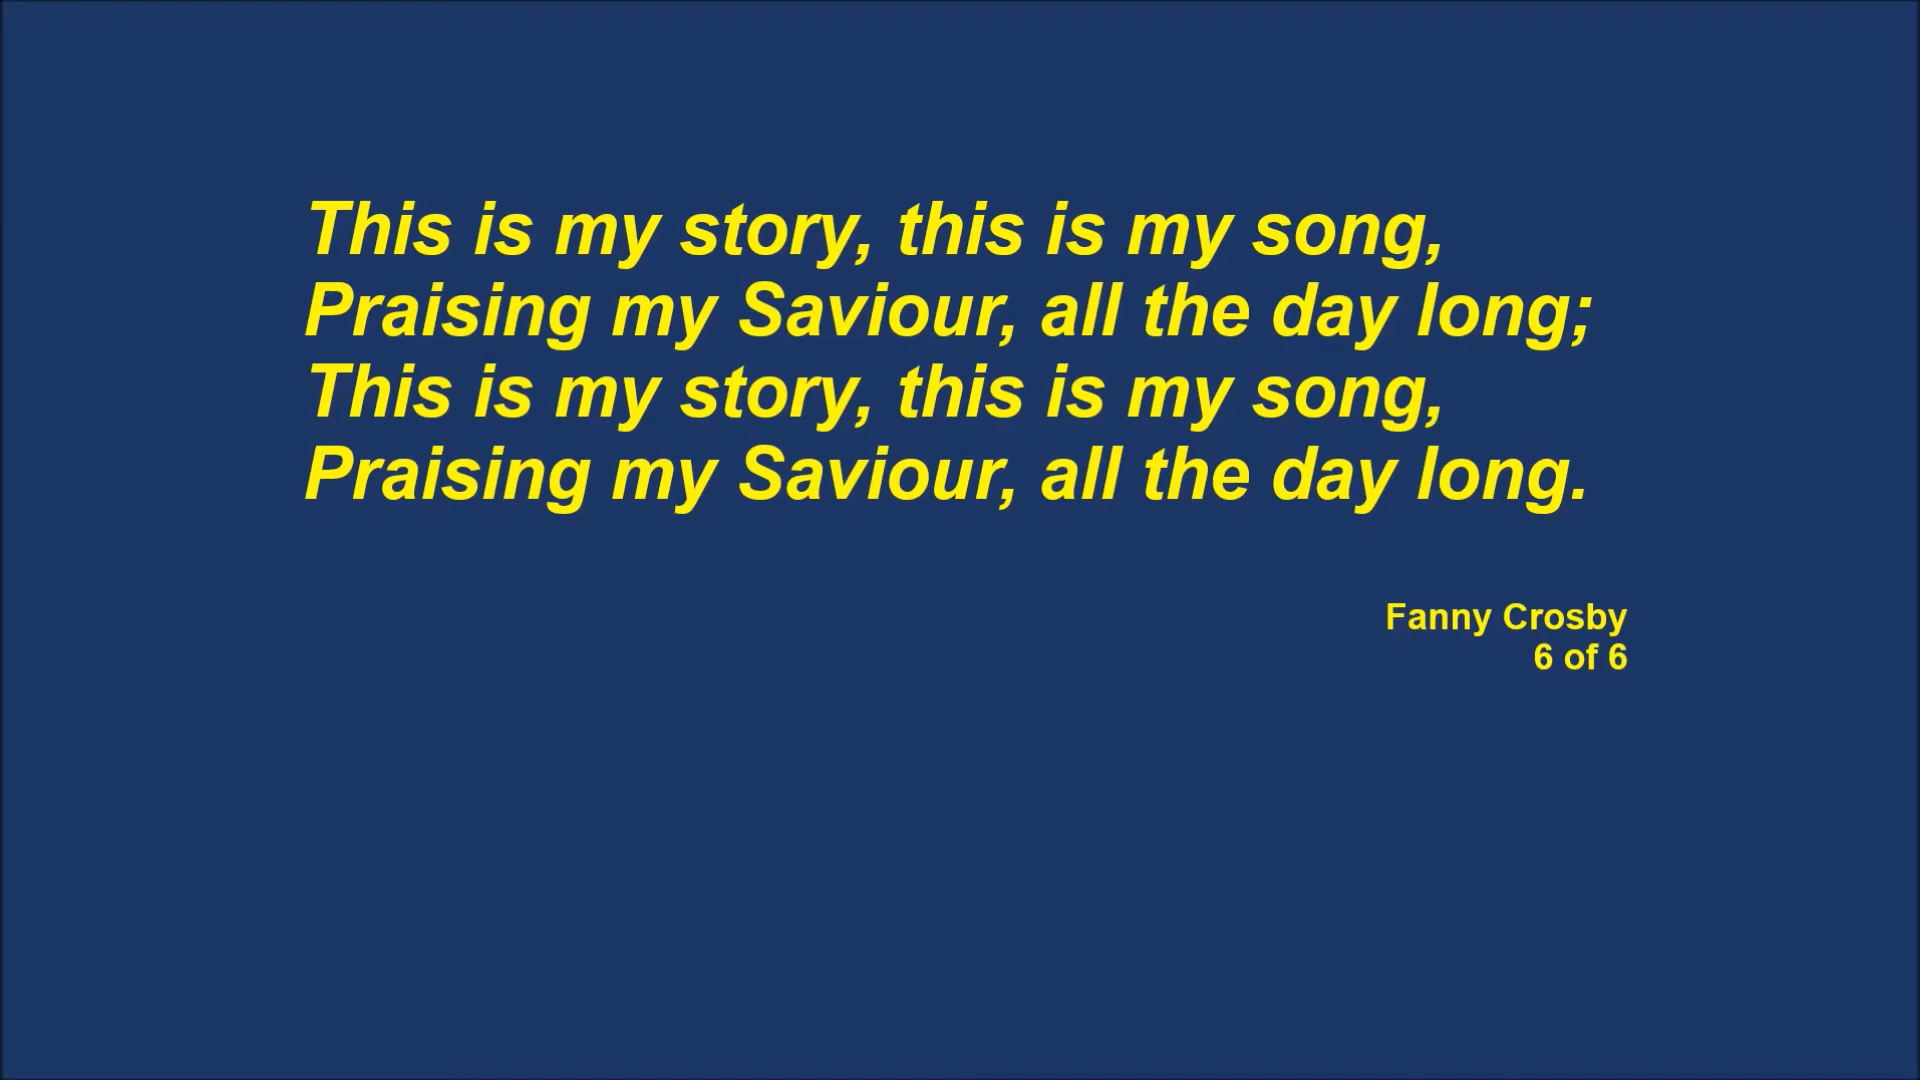 This is my story, this is my song,
Praising my Saviour, all the day long;
This is my story, this is my song,
Praising my Saviour, all the day long.
Fanny Crosby
6 of 6